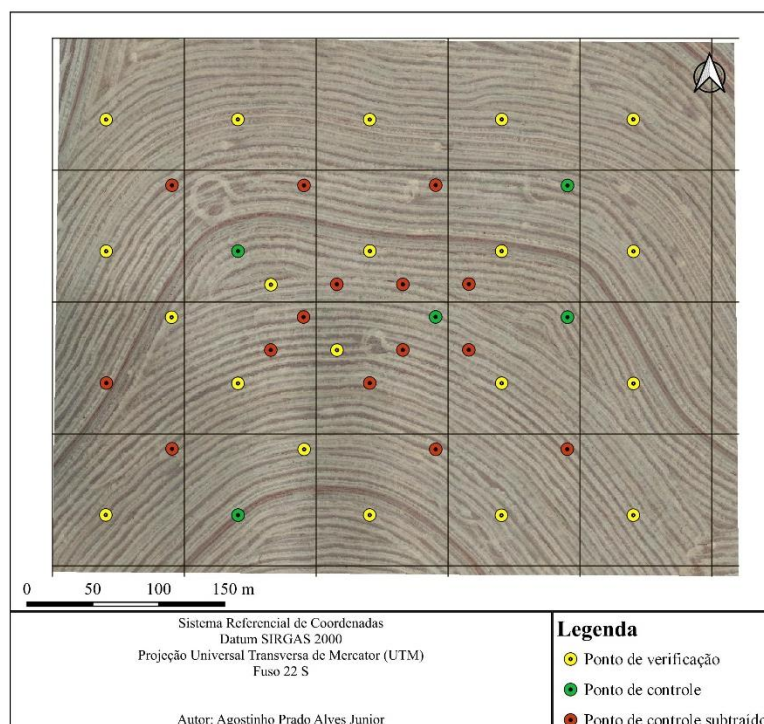 0 50 100 150 m
Sistema Referencial de Coordenadas
Datum SIRGAS 2000
Projeção Universal Transversa de Mercator (UTM)
Fuso 22 S
Autor: Agostinho Prado Alves Junior
Legenda
Ponto de verificação
Ponto de controle
Ponto de controle subtraído